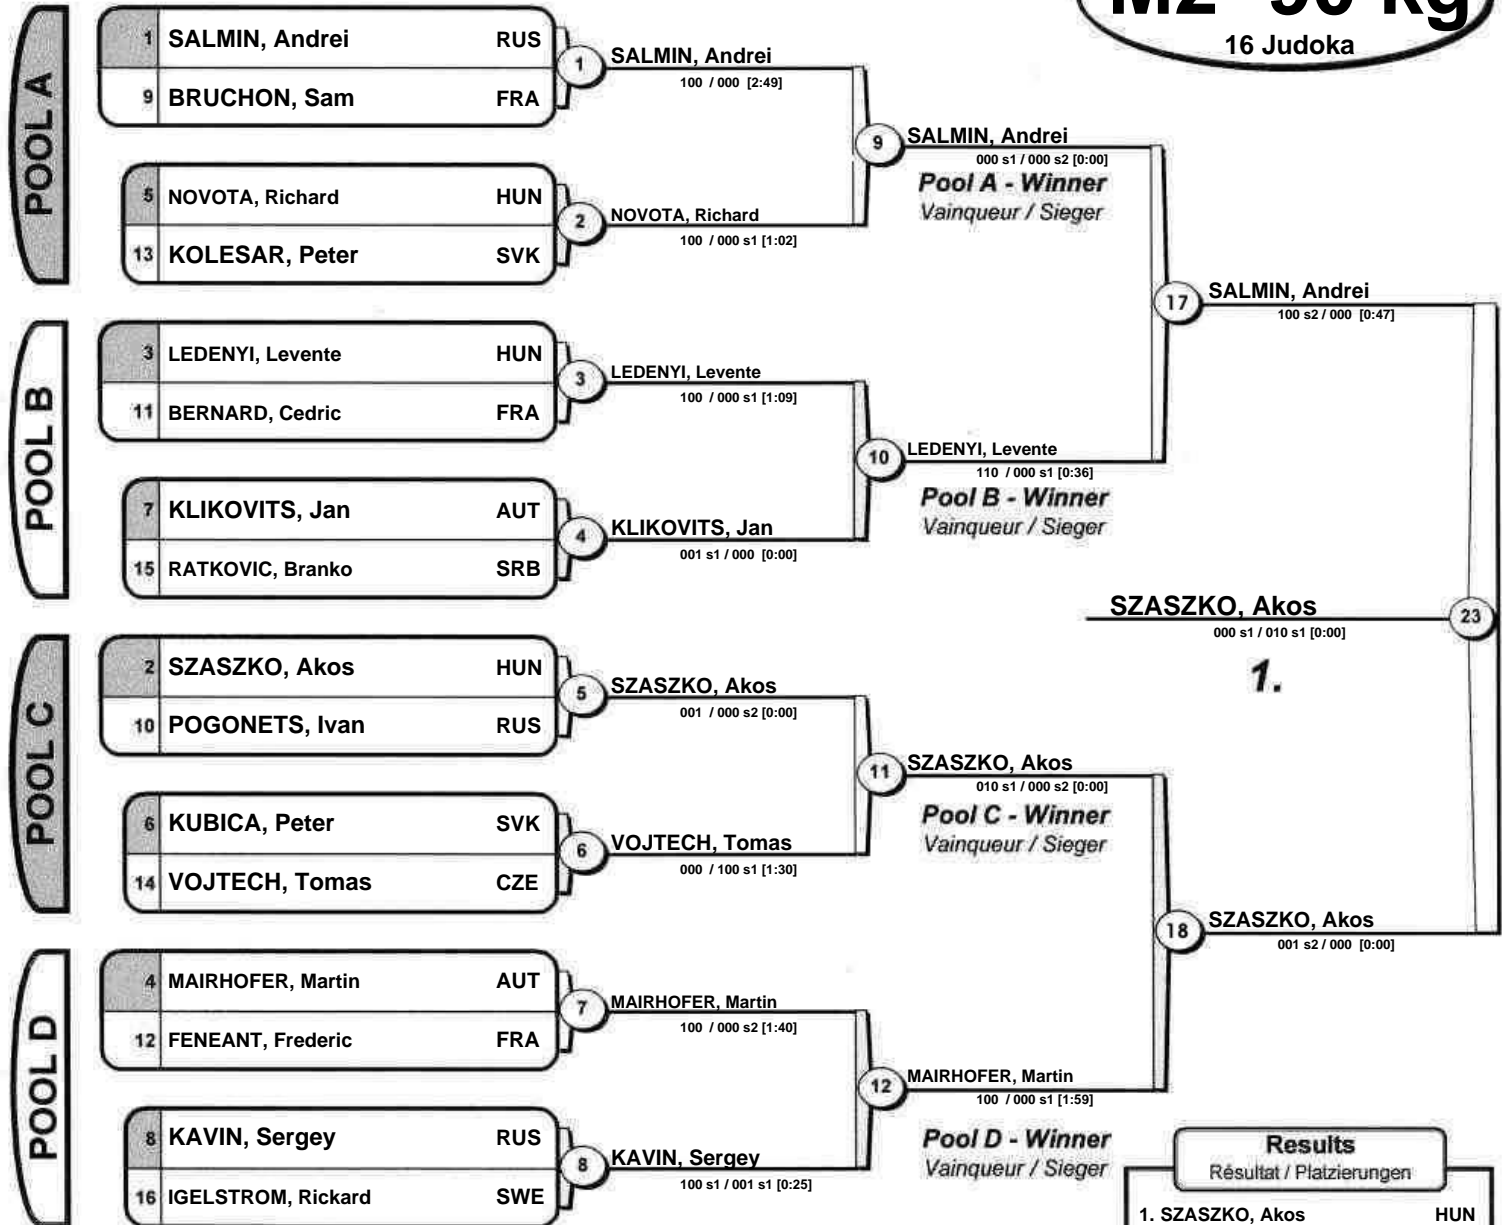 M2 -90 kg
16 Judoka
POOL A
1 SALMIN, Andrei RUS
9 BRUCHON, Sam FRA
1
SALMIN, Andrei
100 / 000 [2:49]
5 NOVOTA, Richard HUN
13 KOLESAR, Peter SVK
2
NOVOTA, Richard
100 / 000 s1 [1:02]
9
SALMIN, Andrei
000 s1 / 000 s2 [0:00]
Pool A - Winner
Vainqueur / Sieger
POOL B
3 LEDENYI, Levente HUN
11 BERNARD, Cedric FRA
3
LEDENYI, Levente
100 / 000 s1 [1:09]
7 KLIKOVITS, Jan AUT
15 RATKOVIC, Branko SRB
4
KLIKOVITS, Jan
001 s1 / 000 [0:00]
10
LEDENYI, Levente
110 / 000 s1 [0:36]
Pool B - Winner
Vainqueur / Sieger
17
SALMIN, Andrei
100 s2 / 000 [0:47]
POOL C
2 SZASZKO, Akos HUN
10 POGONETS, Ivan RUS
5
SZASZKO, Akos
001 / 000 s2 [0:00]
6 KUBICA, Peter SVK
14 VOJTECH, Tomas CZE
6
VOJTECH, Tomas
000 / 100 s1 [1:30]
11
SZASZKO, Akos
010 s1 / 000 s2 [0:00]
Pool C - Winner
Vainqueur / Sieger
POOL D
4 MAIRHOFER, Martin AUT
12 FENEANT, Frederic FRA
7
MAIRHOFER, Martin
100 / 000 s2 [1:40]
8 KAVIN, Sergey RUS
16 IGELSTROM, Rickard SWE
8
KAVIN, Sergey
100 s1 / 001 s1 [0:25]
12
MAIRHOFER, Martin
100 / 000 s1 [1:59]
Pool D - Winner
Vainqueur / Sieger
18
SZASZKO, Akos
001 s2 / 000 [0:00]
23
SZASZKO, Akos
000 s1 / 010 s1 [0:00]
1.
Results
Résultat / Platzierungen
1. SZASZKO, Akos HUN